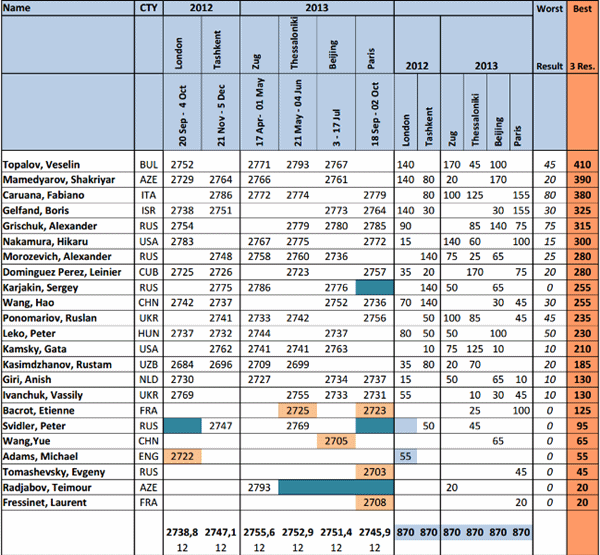 Name CTY 2012 2013 Worst Best
London Tashkent Zug Thessaloniki Beijing Paris 2012 2013 Result 3 Res.
20 Sep - 4 Oct 21 Nov - 5 Dec 17 Apr- 01 May 21 May - 04 Jun 3 - 17 Jul 18 Sep - 02 Oct London Tashkent Zug Thessaloniki Beijing Paris
Topalov, Veselin BUL 2752 2771 2793 2767 140 170 45 100 45 410
Mamedyarov, Shakriyar AZE 2729 2764 2766 2761 140 80 20 170 20 390
Caruana, Fabiano ITA 2786 2772 2774 2779 80 100 125 155 80 380
Gelfand, Boris ISR 2738 2751 2773 2764 140 30 30 155 30 325
Grischuk, Alexander RUS 2754 2779 2780 2785 90 85 140 75 75 315
Nakamura, Hikaru USA 2783 2767 2775 2772 15 140 60 100 15 300
Morozevich, Alexander RUS 2748 2758 2760 2736 140 75 25 65 25 280
Dominguez Perez, Leinier CUB 2725 2726 2723 2757 35 20 170 75 20 280
Karjakin, Sergey RUS 2775 2786 2776 140 50 65 0 255
Wang, Hao CHN 2742 2737 2752 2736 70 140 30 45 30 255
Ponomariov, Ruslan UKR 2741 2733 2742 2756 50 100 85 45 235
Leko, Peter HUN 2737 2732 2744 2737 80 50 50 100 50 230
Kamsky, Gata USA 2762 2741 2741 2763 10 75 125 10 10 210
Kasimdzhanov, Rustam UZB 2684 2696 2709 2699 35 80 20 70 20 185
Giri, Anish NLD 2730 2727 2734 2737 15 50 65 10 10 130
Ivanchuk, Vassily UKR 2769 2755 2733 2731 55 10 30 45 10 130
Bacrot, Etienne FRA 2725 2723 25 100 0 125
Svidler, Peter RUS 2747 2769 50 45 0 95
Wang,Yue CHN 2705 65 0 65
Adams, Michael ENG 2722 55 0 55
Tomashevsky, Evgeny RUS 2703 45 0 45
Radjabov, Teimour AZE 2793 20 0 20
Fressinet, Laurent FRA 2708 20 0 20
2738,8 2747,1 2755,6 2752,9 2751,4 2745,9 870 870 870 870 870 870
12 12 12 12 12 12